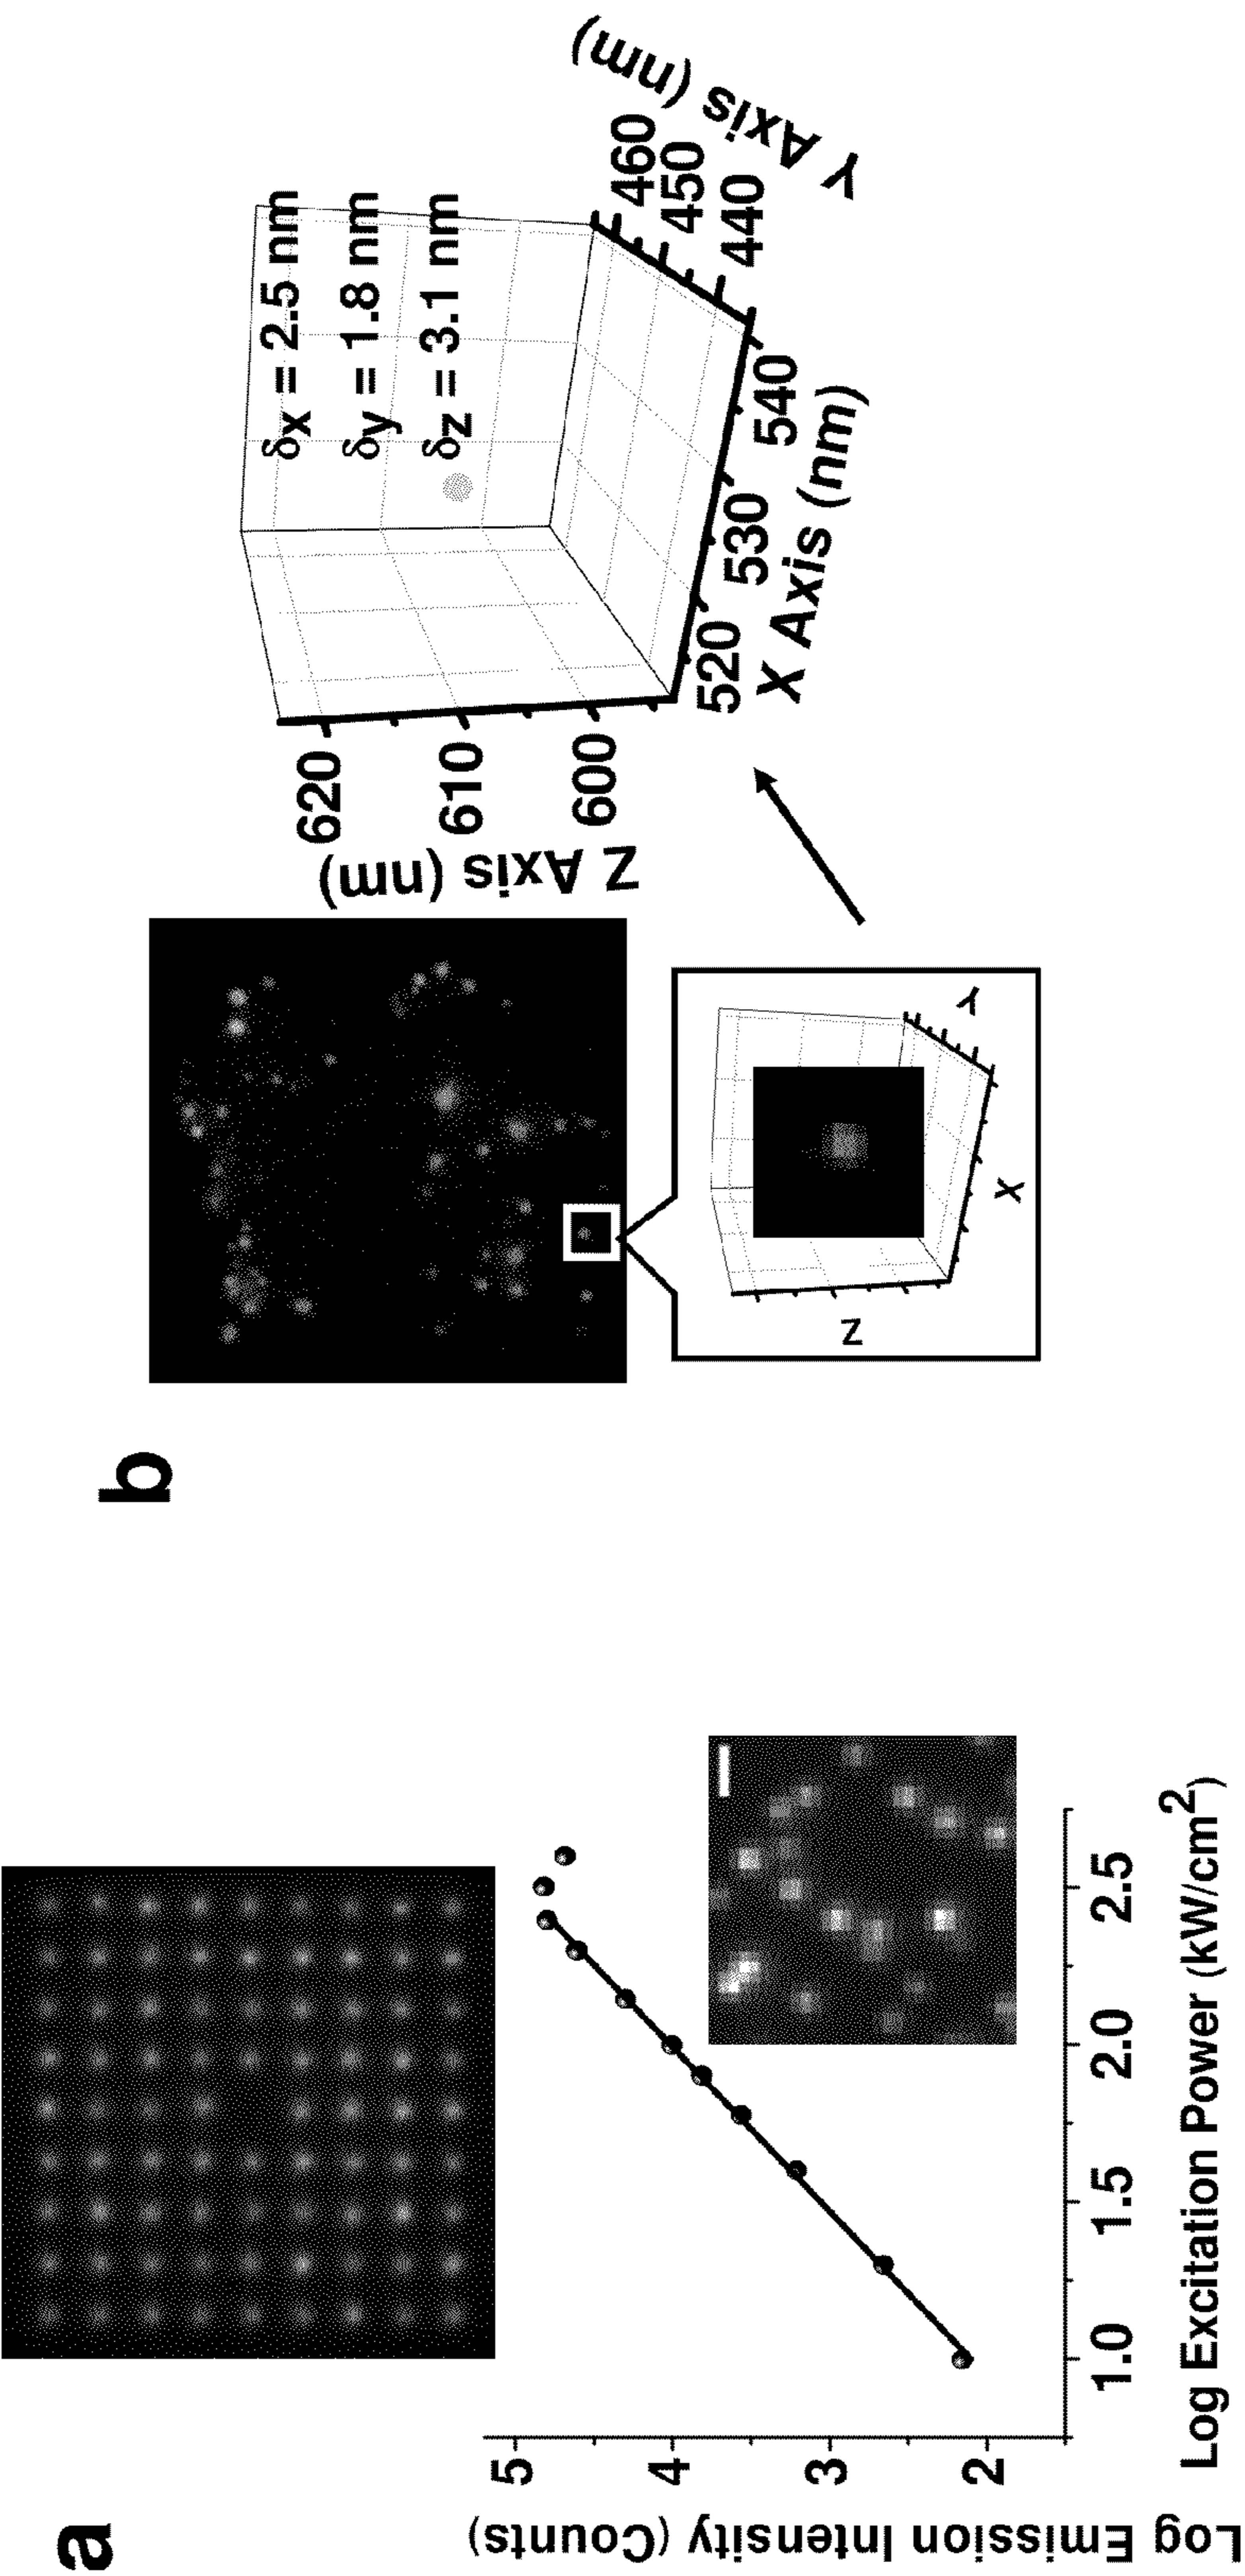 a
5
4
3
2
Log Emission Intensity (Counts)
1.0 1.5 2.0 2.5
Log Excitation Power (kW/cm²)
b
Z
X
Y
δx = 2.5 nm
δy = 1.8 nm
δz = 3.1 nm
620
610
600
Z Axis (nm)
520 530 540
X Axis (nm)
460
450
440
Y Axis (nm)